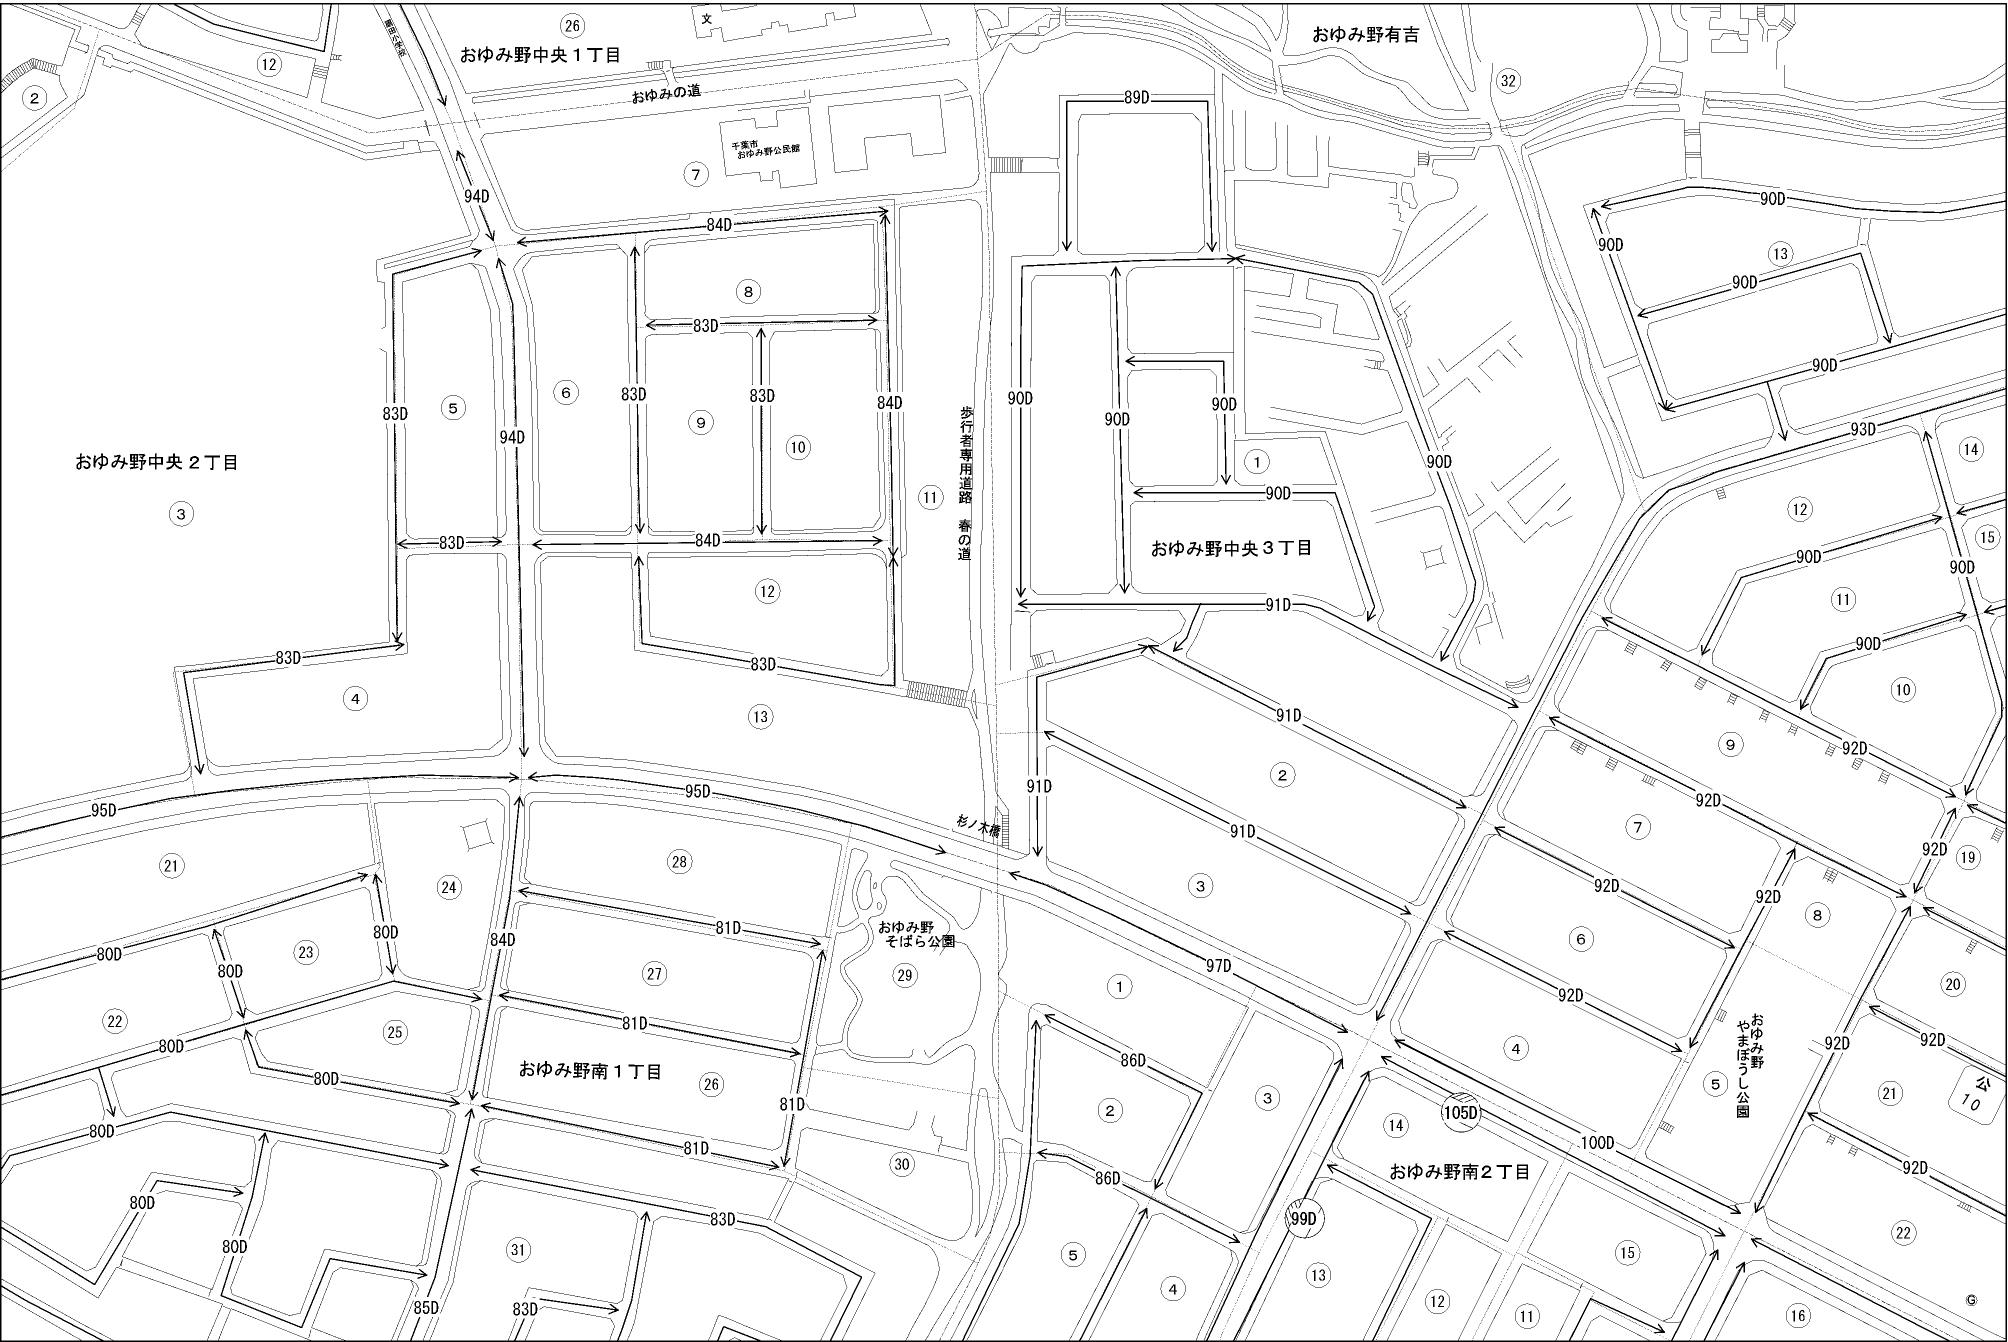 26
文
おゆみ野中央１丁目
おゆみ野有吉
12
32
2
おゆみの道
89D
千葉市
おゆみ野公民館
7
94D
90D
84D
90D
13
8
90D
83D
90D
83D
6
83D
83D
90D
84D
90D
90D
5
9
歩行者専用道路　春の道
93D
94D
10
14
おゆみ野中央２丁目
1
90D
11
90D
12
3
15
83D
84D
おゆみ野中央３丁目
90D
90D
12
91D
11
83D
83D
90D
4
10
13
91D
9
92D
2
91D
95D
95D
92D
杉ノ木橋
91D
7
21
28
92D
19
24
3
92D
92D
8
81D
おゆみ野
そばら公園
80D
84D
6
23
80D
80D
27
29
97D
20
1
92D
22
81D
25
おゆみ野
やまぼうし公園
92D
92D
80D
4
86D
おゆみ野南１丁目
80D
26
5
公
10
21
3
81D
2
105D
14
80D
100D
81D
30
92D
おゆみ野南２丁目
86D
80D
83D
99D
22
80D
31
5
15
13
4
G
85D
83D
12
11
16